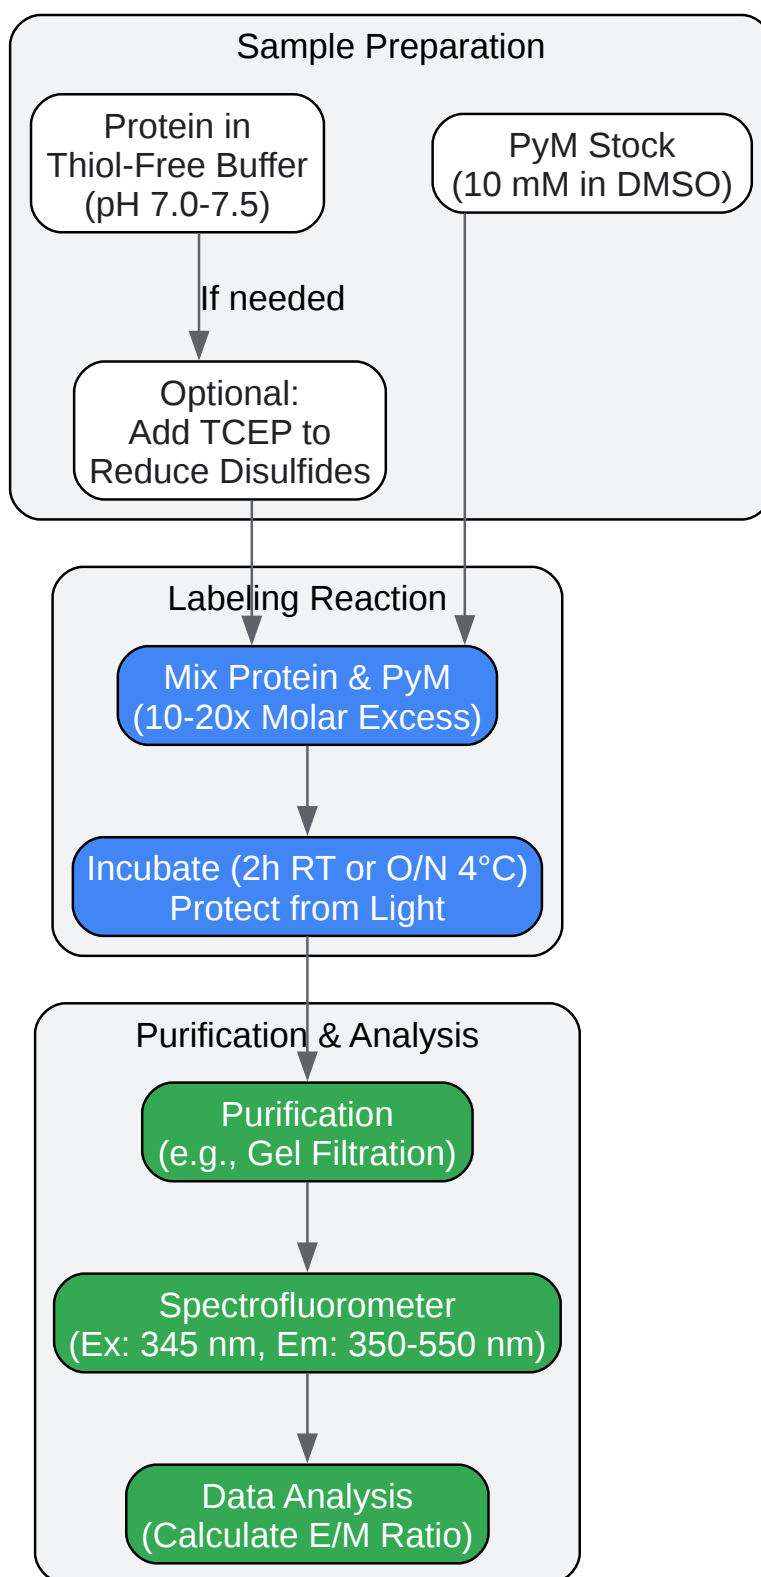 Sample Preparation
Protein in
Thiol-Free Buffer
(pH 7.0-7.5)
PyM Stock
(10 mM in DMSO)
If needed
Optional:
Add TCEP to
Reduce Disulfides
Labeling Reaction
Mix Protein & PyM
(10-20x Molar Excess)
Incubate (2h RT or O/N 4°C)
Protect from Light
Purification & Analysis
Purification
(e.g., Gel Filtration)
Spectrofluorometer
(Ex: 345 nm, Em: 350-550 nm)
Data Analysis
(Calculate E/M Ratio)